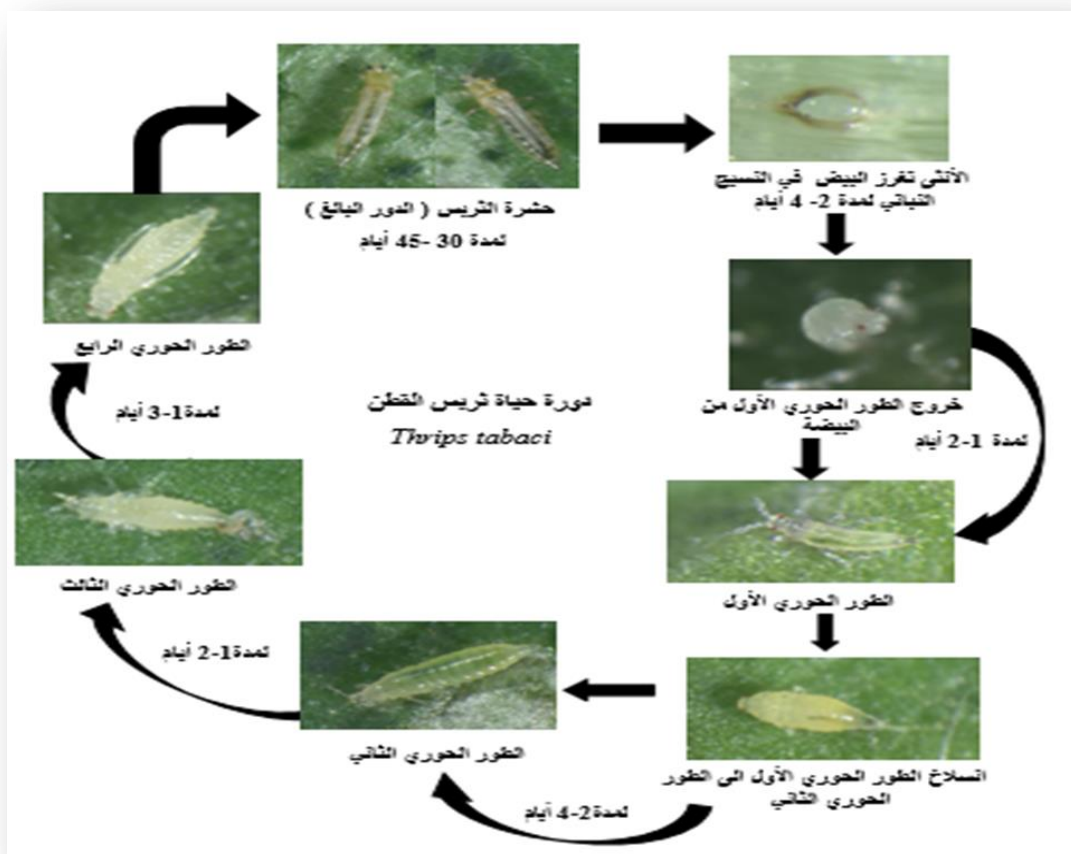 حشرة الثربس ( الدور البالغ )
لمدة 30 -45 أيام
الأنثى تغرز البيض في النسيج
النباتي لمدة 2- 4 أيام
خروج الطور الحوري الأول من
البيضة
لمدة 1-2 أيام
الطور الحوري الأول
انسلاخ الطور الحوري الأول الى الطور
الحوري الثاني
لمدة2-4 أيام
الطور الحوري الثاني
لمدة1-2 أيام
الطور الحوري الثالث
لمدة1-3 أيام
الطور الحوري الرابع
دورة حياة ثربس القطن
Thrips tabaci